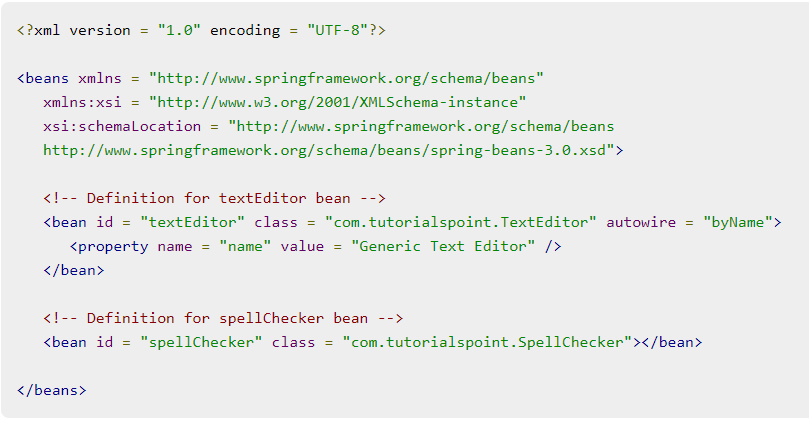 <?xml version = "1.0" encoding = "UTF-8"?>
<beans xmlns = "http://www.springframework.org/schema/beans"
xmlns:xsi = "http://www.w3.org/2001/XMLSchema-instance"
xsi:schemaLocation = "http://www.springframework.org/schema/beans
http://www.springframework.org/schema/beans/spring-beans-3.0.xsd">
<!-- Definition for textEditor bean -->
<bean id = "textEditor" class = "com.tutorialspoint.TextEditor" autowire = "byName">
<property name = "name" value = "Generic Text Editor" />
</bean>
<!-- Definition for spellChecker bean -->
<bean id = "spellChecker" class = "com.tutorialspoint.SpellChecker"></bean>
</beans>